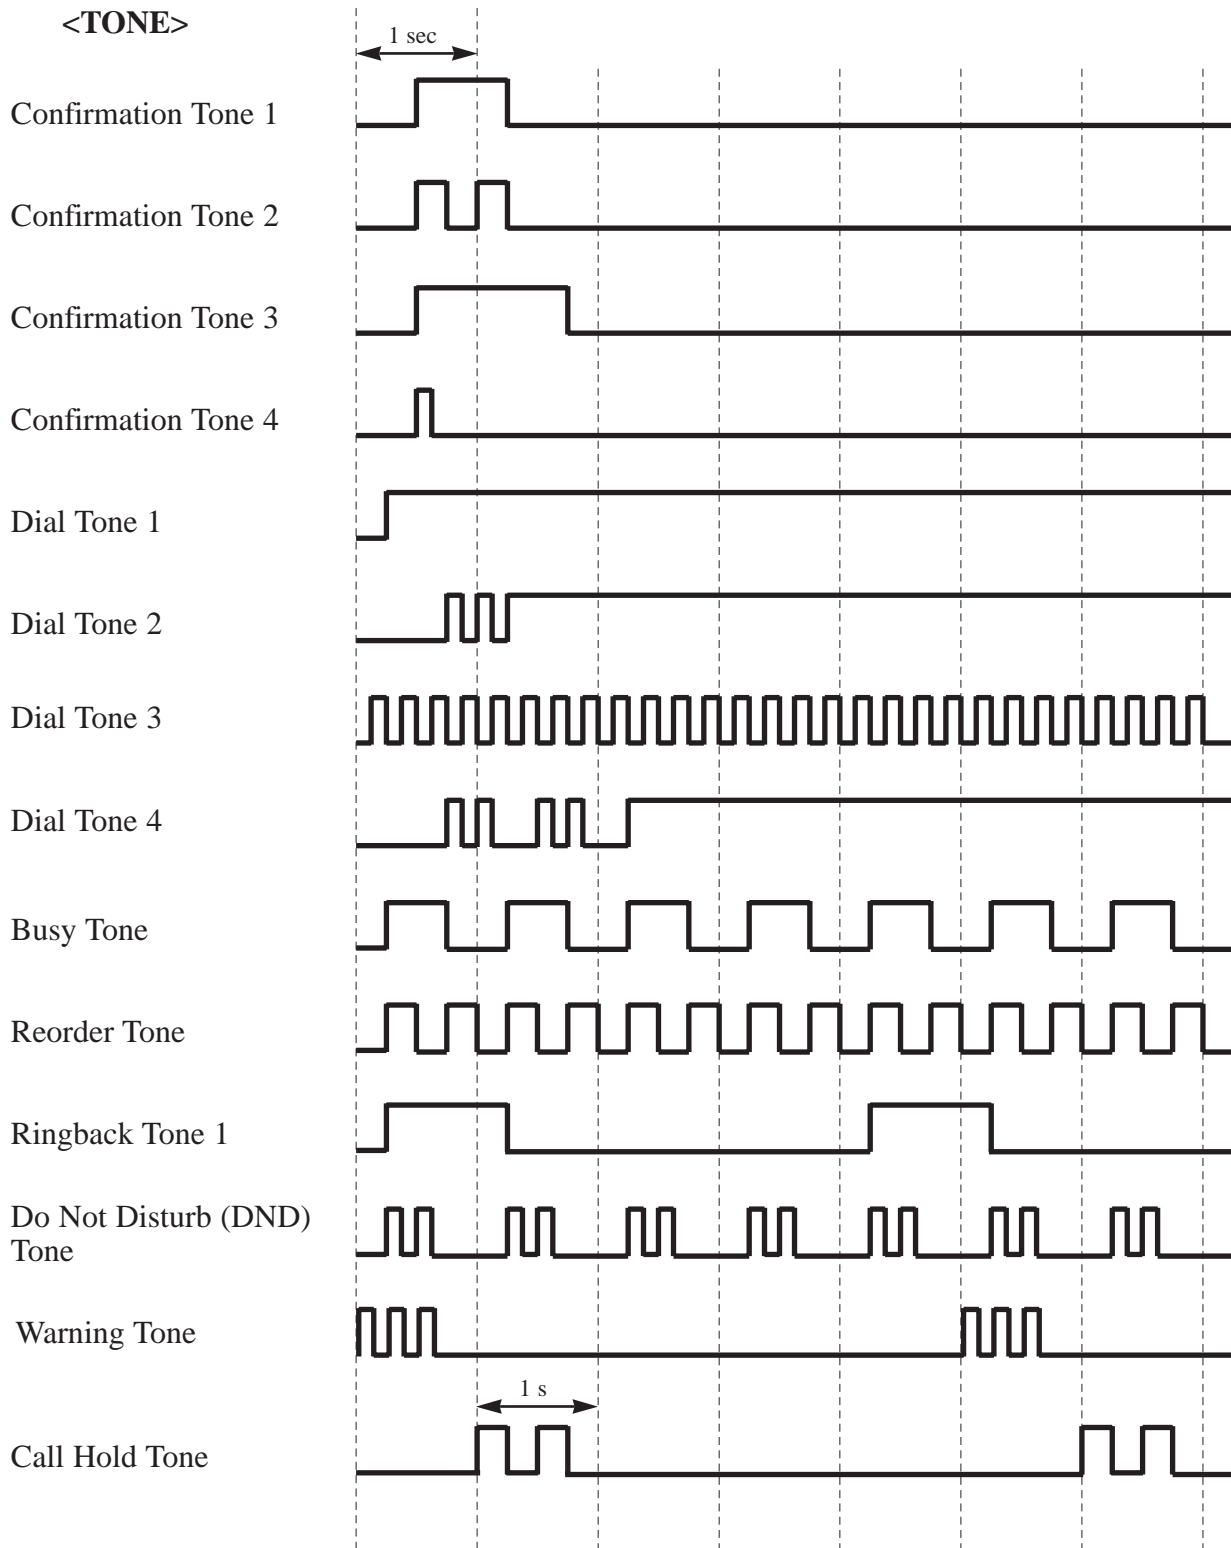 <TONE>
1 sec
Confirmation Tone 1
Confirmation Tone 2
Confirmation Tone 3
Confirmation Tone 4
Dial Tone 1
Dial Tone 2
Dial Tone 3
Dial Tone 4
Busy Tone
Reorder Tone
Ringback Tone 1
Do Not Disturb (DND)
Tone
Warning Tone
1 s
Call Hold Tone